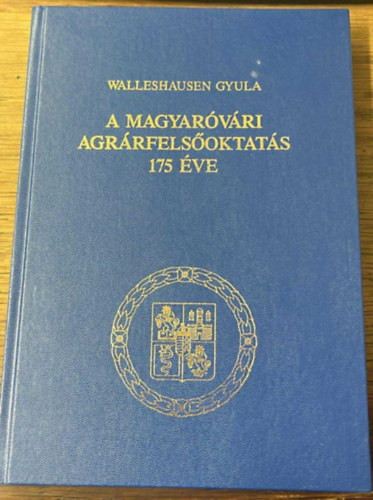 WALLESHAUSEN GYULA
A MAGYARÓVÁRI
AGRÁRFELSŐOKTATÁS
175 ÉVE